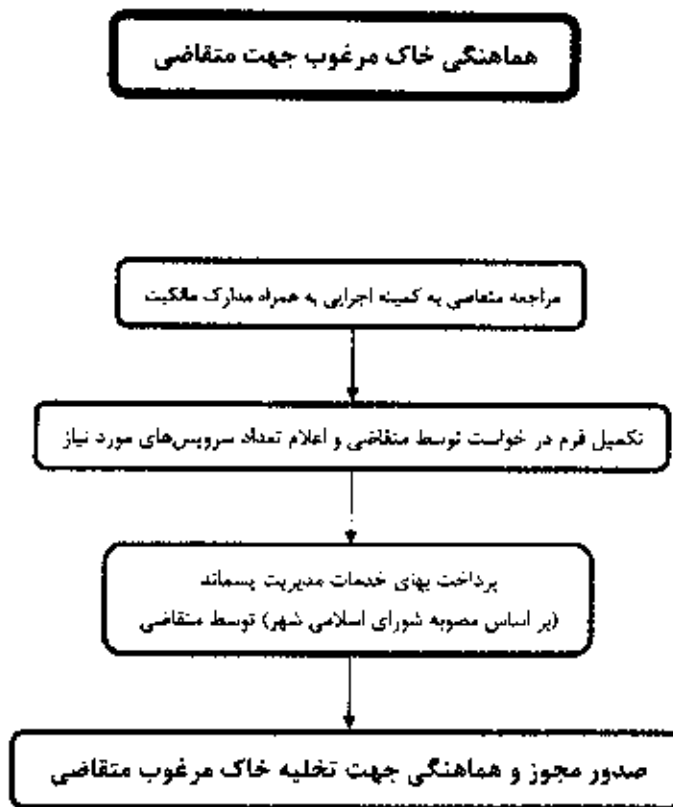 هماهنگی خاک مرغوب جهت متقاضی
مراجعه متقاضی به کمیته اجرایی به همراه مدارک مالکیت
تکمیل فرم در خواست توسط متقاضی و اعلام تعداد سرویس‌های مورد نیاز
پرداخت بهای خدمات مدیریت پسماند
(بر اساس مصوبه شورای اسلامی شهر) توسط متقاضی
صدور مجوز و هماهنگی جهت تخلیه خاک مرغوب متقاضی